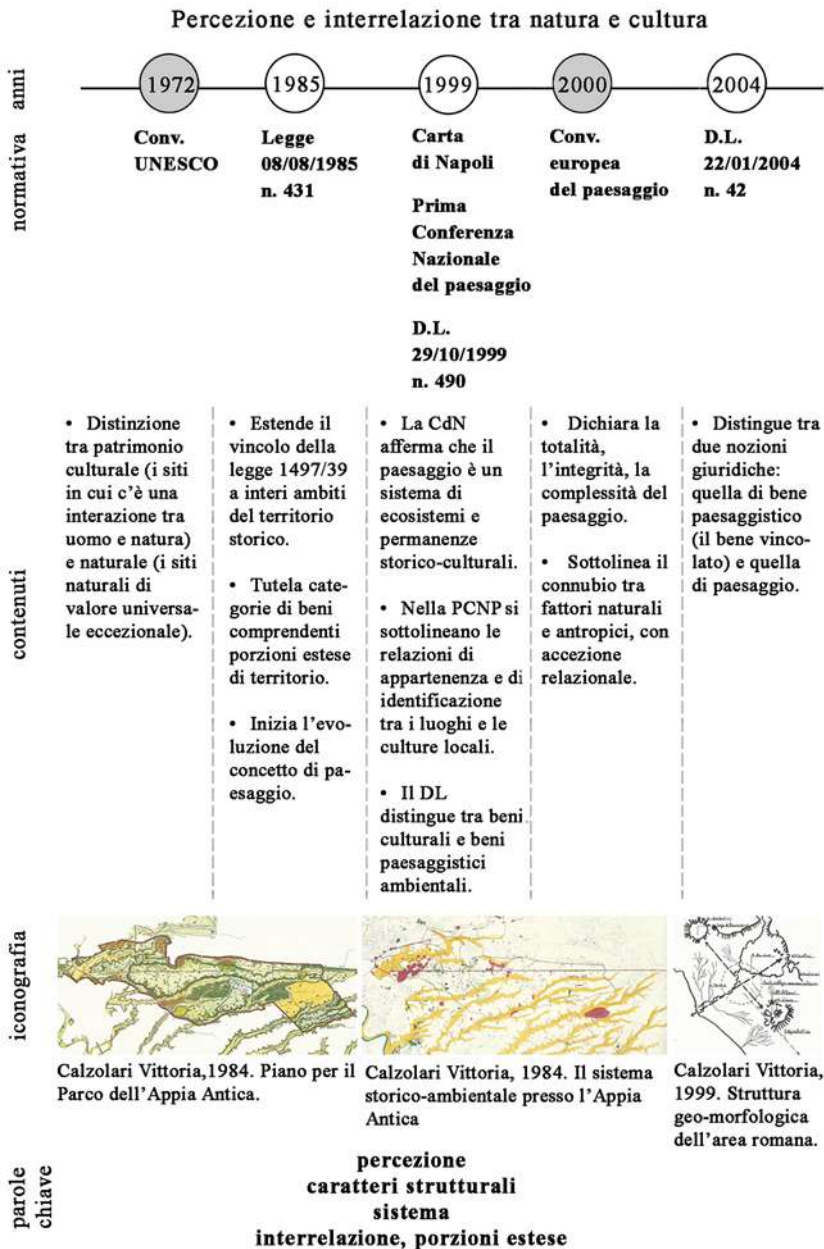 Percezione e interrelazione tra natura e cultura
anni
1972
1985
1999
2000
2004
normativa
Conv.
UNESCO
Legge
08/08/1985
n. 431
Carta
di Napoli
Prima
Conferenza
Nazionale
del paesaggio
D.L.
29/10/1999
n. 490
Conv.
europea
del paesaggio
D.L.
22/01/2004
n. 42
contenuti
• Distinzione
tra patrimonio
culturale (i siti
in cui c'è una
interazione tra
uomo e natura)
e naturale (i siti
naturali di
valore universa-
le eccezionale).
• Estende il
vincolo della
legge 1497/39
a interi ambiti
del territorio
storico.
• Tutela cate-
gorie di beni
comprendenti
porzioni estese
di territorio.
• Inizia l'evo-
luzione del
concetto di pa-
esaggio.
• La CdN
afferma che il
paesaggio è un
sistema di
ecosistemi e
permanenze
storico-culturali.
• Nella PCNP si
sottolineano le
relazioni di
appartenenza e di
identificazione
tra i luoghi e le
culture locali.
• Il DL
distingue tra beni
culturali e beni
paesaggistici
ambientali.
• Dichiara la
totalità,
l'integrità, la
complessità del
paesaggio.
• Sottolinea il
connubio tra
fattori naturali
e antropici, con
accezione
relazionale.
• Distingue tra
due nozioni
giuridiche:
quella di bene
paesaggistico
(il bene vinco-
lato) e quella
di paesaggio.
iconografia
Calzolari Vittoria,1984. Piano per il
Parco dell'Appia Antica.
Calzolari Vittoria, 1984. Il sistema
storico-ambientale presso l'Appia
Antica
Calzolari Vittoria,
1999. Struttura
geo-morfologica
dell'area romana.
parole
chiave
percezione
caratteri strutturali
sistema
interrelazione, porzioni estese